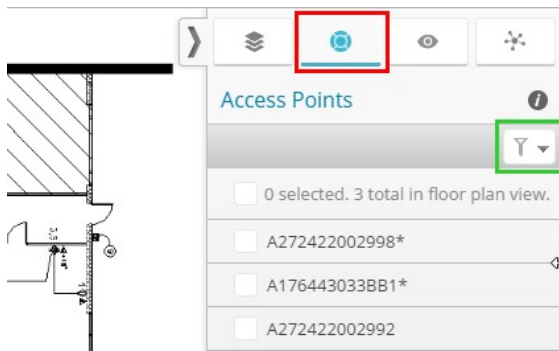 Access Points
0 selected. 3 total in floor plan view.
A272422002998*
A176443033BB1*
A272422002992